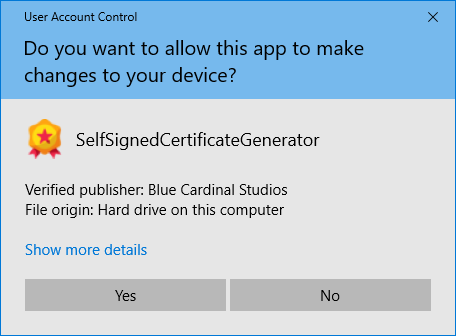 User Account Control
Do you want to allow this app to make
changes to your device?
SelfSignedCertificateGenerator
Verified publisher: Blue Cardinal Studios
File origin: Hard drive on this computer
Show more details
Yes
No